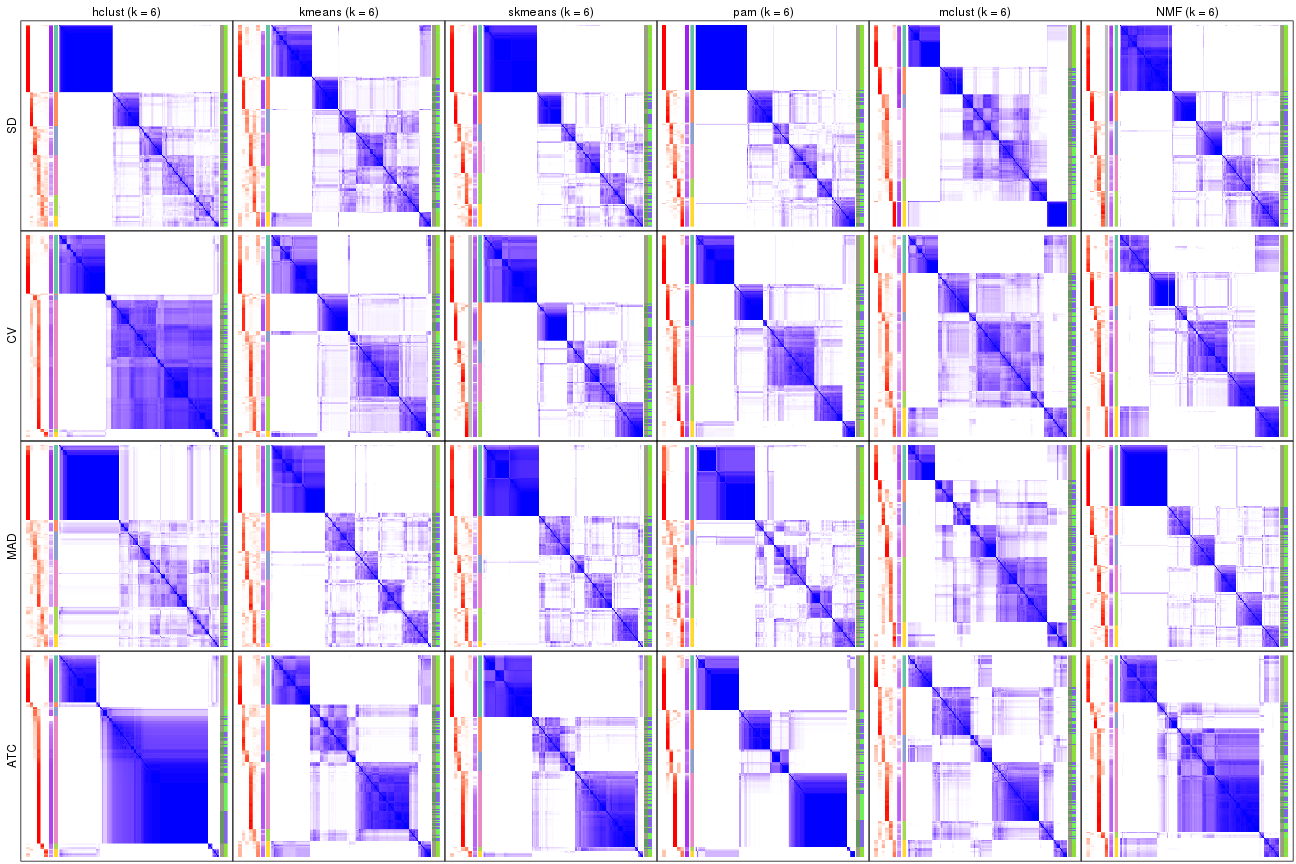 hclust (k = 6)
kmeans (k = 6)
skmeans (k = 6)
pam (k = 6)
mclust (k = 6)
NMF (k = 6)
SD
CV
MAD
ATC